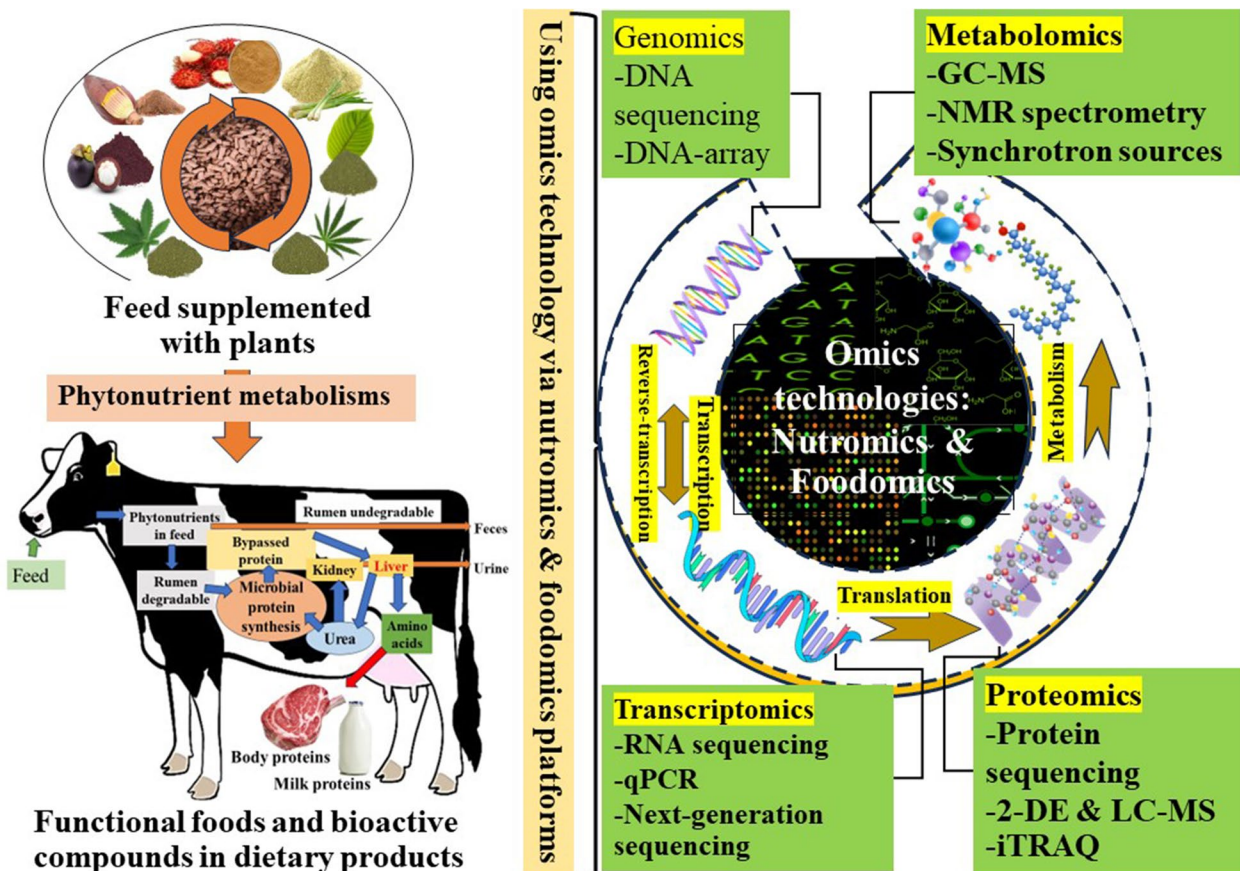 Feed supplemented
with plants
Phytonutrient metabolisms
Phytonutrients
in feed
Rumen undegradable
Feces
Bypassed
protein
Kidney
Liver
Urine
Feed
Rumen
degradable
Microbial
protein
synthesis
Urea
Amino
acids
Body proteins
Milk proteins
Functional foods and bioactive
compounds in dietary products
Using omics technology via nutromics & foodomics platforms
Genomics
-DNA
sequencing
-DNA-array
Metabolomics
-GC-MS
-NMR spectrometry
-Synchrotron sources
Omics
technologies:
Nutromics &
Foodomics
Reverse-transcription
Transcription
Translation
Metabolism
Transcriptomics
-RNA sequencing
-qPCR
-Next-generation
sequencing
Proteomics
-Protein
sequencing
-2-DE & LC-MS
-iTRAQ